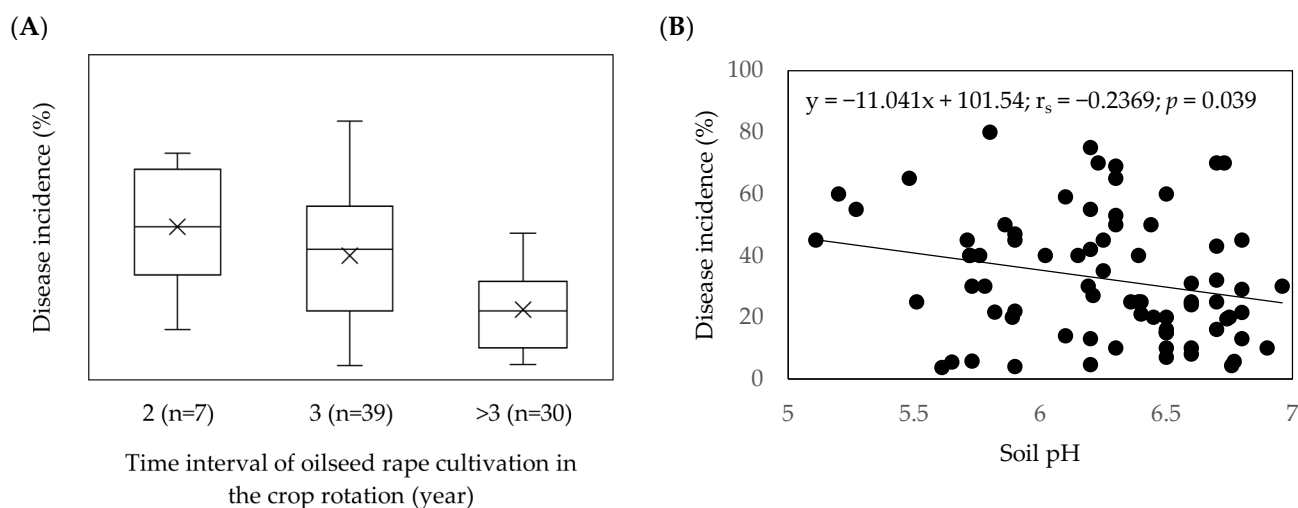 (A)
Disease incidence (%)
2 (n=7)
3 (n=39)
>3 (n=30)
Time interval of oilseed rape cultivation in
the crop rotation (year)
(B)
y = −11.041x + 101.54; rₛ = −0.2369; p = 0.039
Disease incidence (%)
100
80
60
40
20
0
5
5.5
6
6.5
7
Soil pH